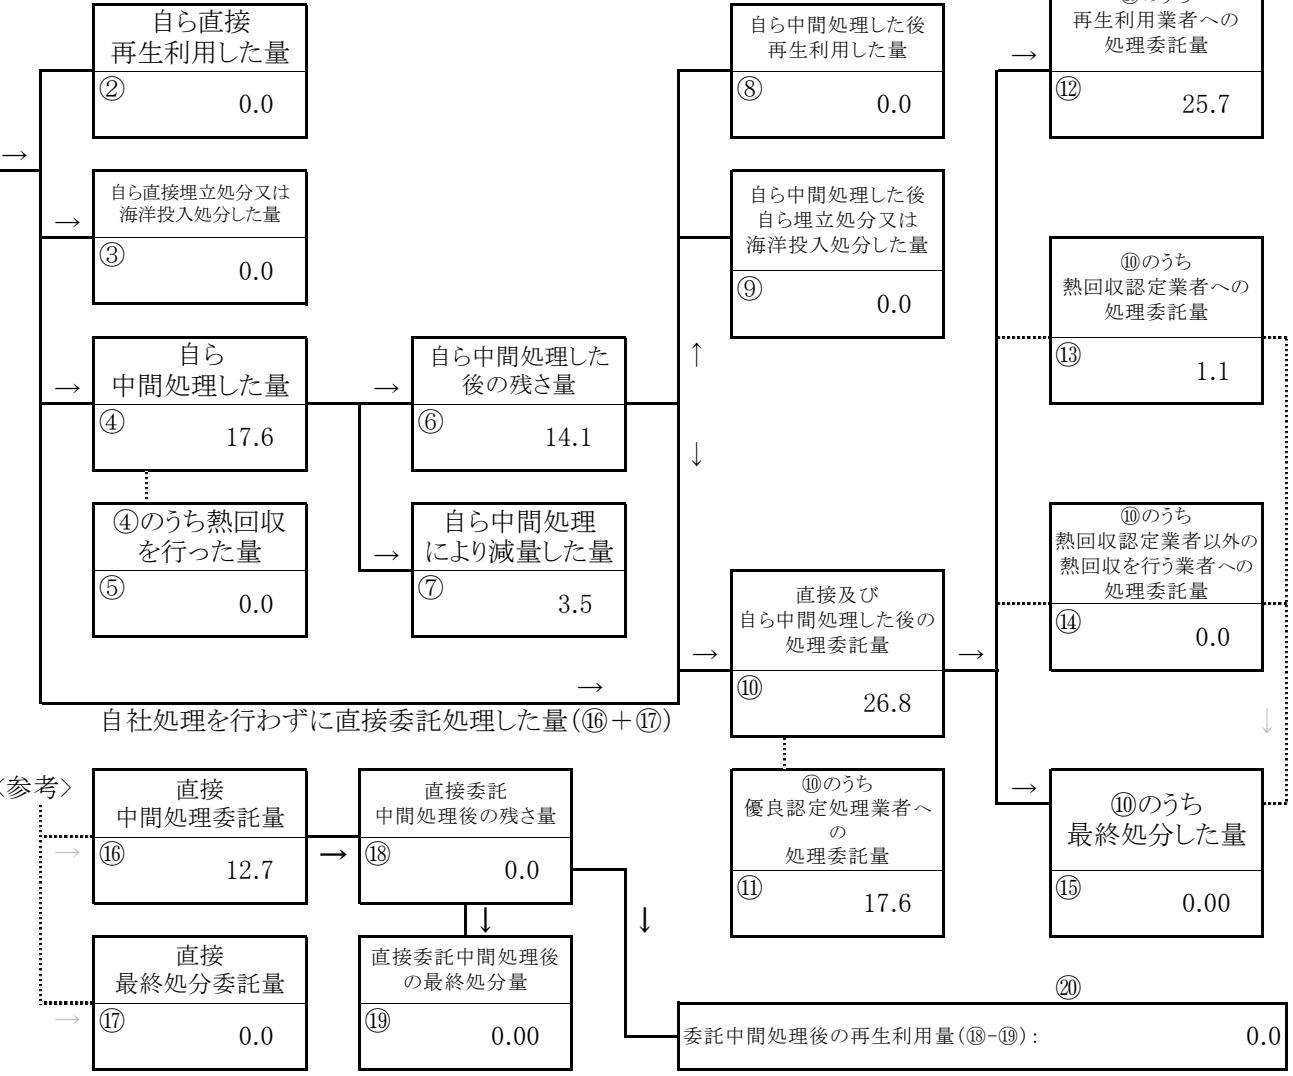 自ら直接
再生利用した量
②
0.0
→
自ら直接埋立処分又は
海洋投入処分した量
→
③
0.0
自ら
中間処理した量
→
④
17.6
④のうち熱回収
を行った量
⑤
0.0
自ら中間処理した
後の残さ量
→
⑥
14.1
自ら中間処理
により減量した量
→
⑦
3.5
自ら中間処理した後
再生利用した量
⑧
0.0
自ら中間処理した後
自ら埋立処分又は
海洋投入処分した量
⑨
0.0
↑
↓
直接及び
自ら中間処理した後の
処理委託量
→
⑩
26.8
→
⑩のうち
優良認定処理業者へ
の
処理委託量
⑪
17.6
再生利用業者への
処理委託量
→
⑫
25.7
⑩のうち
熱回収認定業者への
処理委託量
⑬
1.1
⑩のうち
熱回収認定業者以外の
熱回収を行う業者への
処理委託量
⑭
0.0
↓
⑩のうち
最終処分した量
→
⑮
0.00
→
自社処理を行わずに直接委託処理した量(⑯＋⑰)
〈参考〉
直接
中間処理委託量
→
⑯
12.7
→
直接
最終処分委託量
→
⑰
0.0
直接委託
中間処理後の残さ量
⑱
0.0
↓
↓
直接委託中間処理後
の最終処分量
⑲
0.00
⑳
委託中間処理後の再生利用量(⑱-⑲)： 0.0